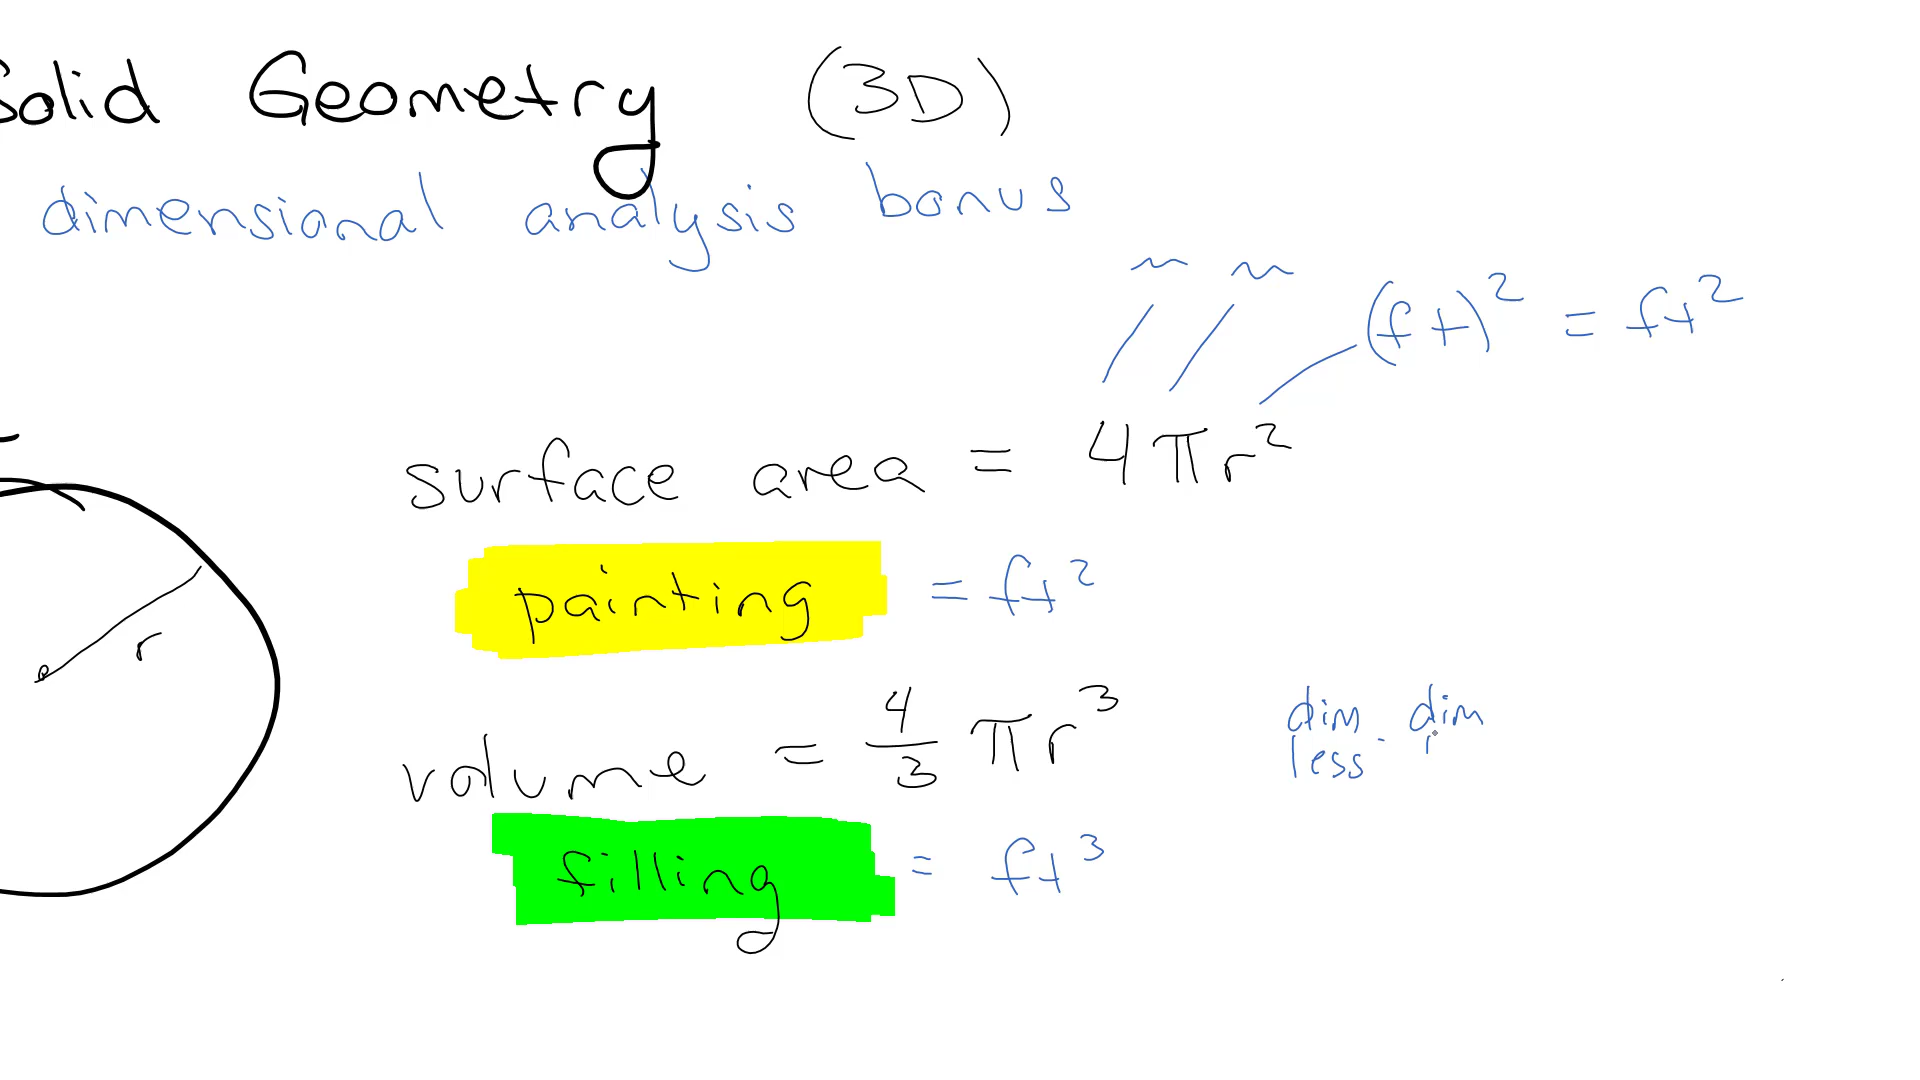 Solid Geometry (3D)
dimensional analysis bonus
~ ~ (ft)² = ft²
surface area = 4πr²
painting = ft²
r
volume = 4/3 πr³
dim less · dim l
filling = ft³